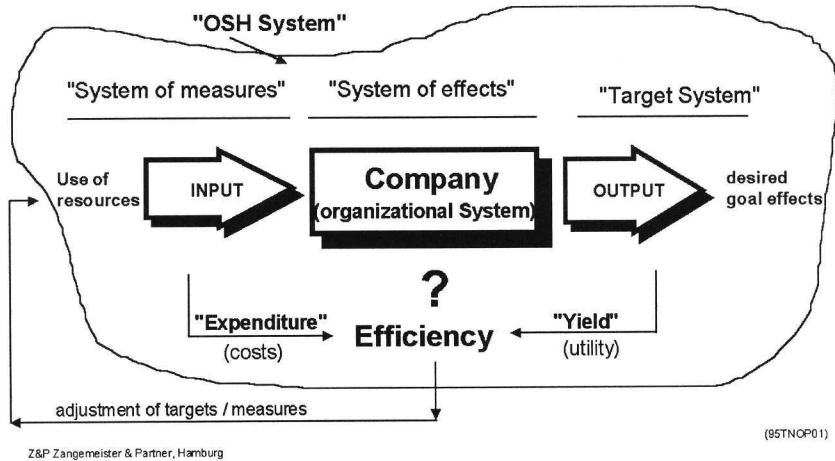 "OSH System"
"System of measures" "System of effects" "Target System"
Use of
resources
INPUT
Company
(organizational System)
OUTPUT
desired
goal effects
?
"Expenditure"
(costs)
Efficiency
"Yield"
(utility)
adjustment of targets / measures
(95TNOP01)
Z&P Zangemeister & Partner, Hamburg